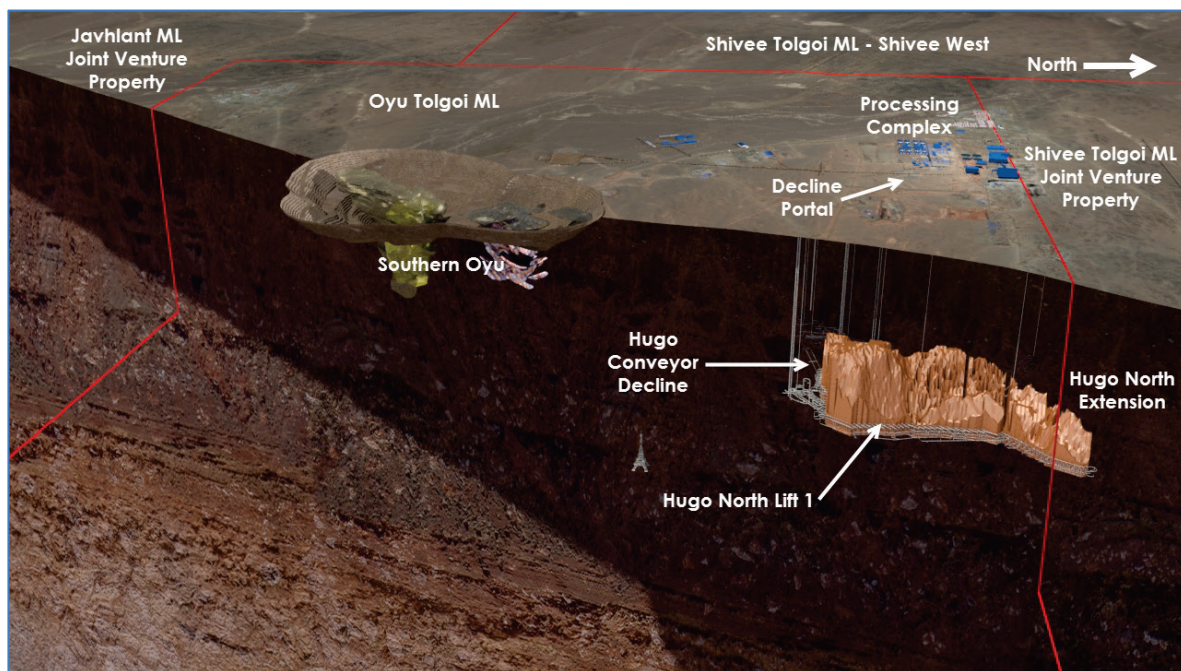 Javhlant ML
Joint Venture
Property
Shivee Tolgoi ML - Shivee West
North
Oyu Tolgoi ML
Processing
Complex
Shivee Tolgoi ML
Joint Venture
Property
Decline
Portal
Southern Oyu
Hugo
Conveyor
Decline
Hugo North
Extension
Hugo North Lift 1